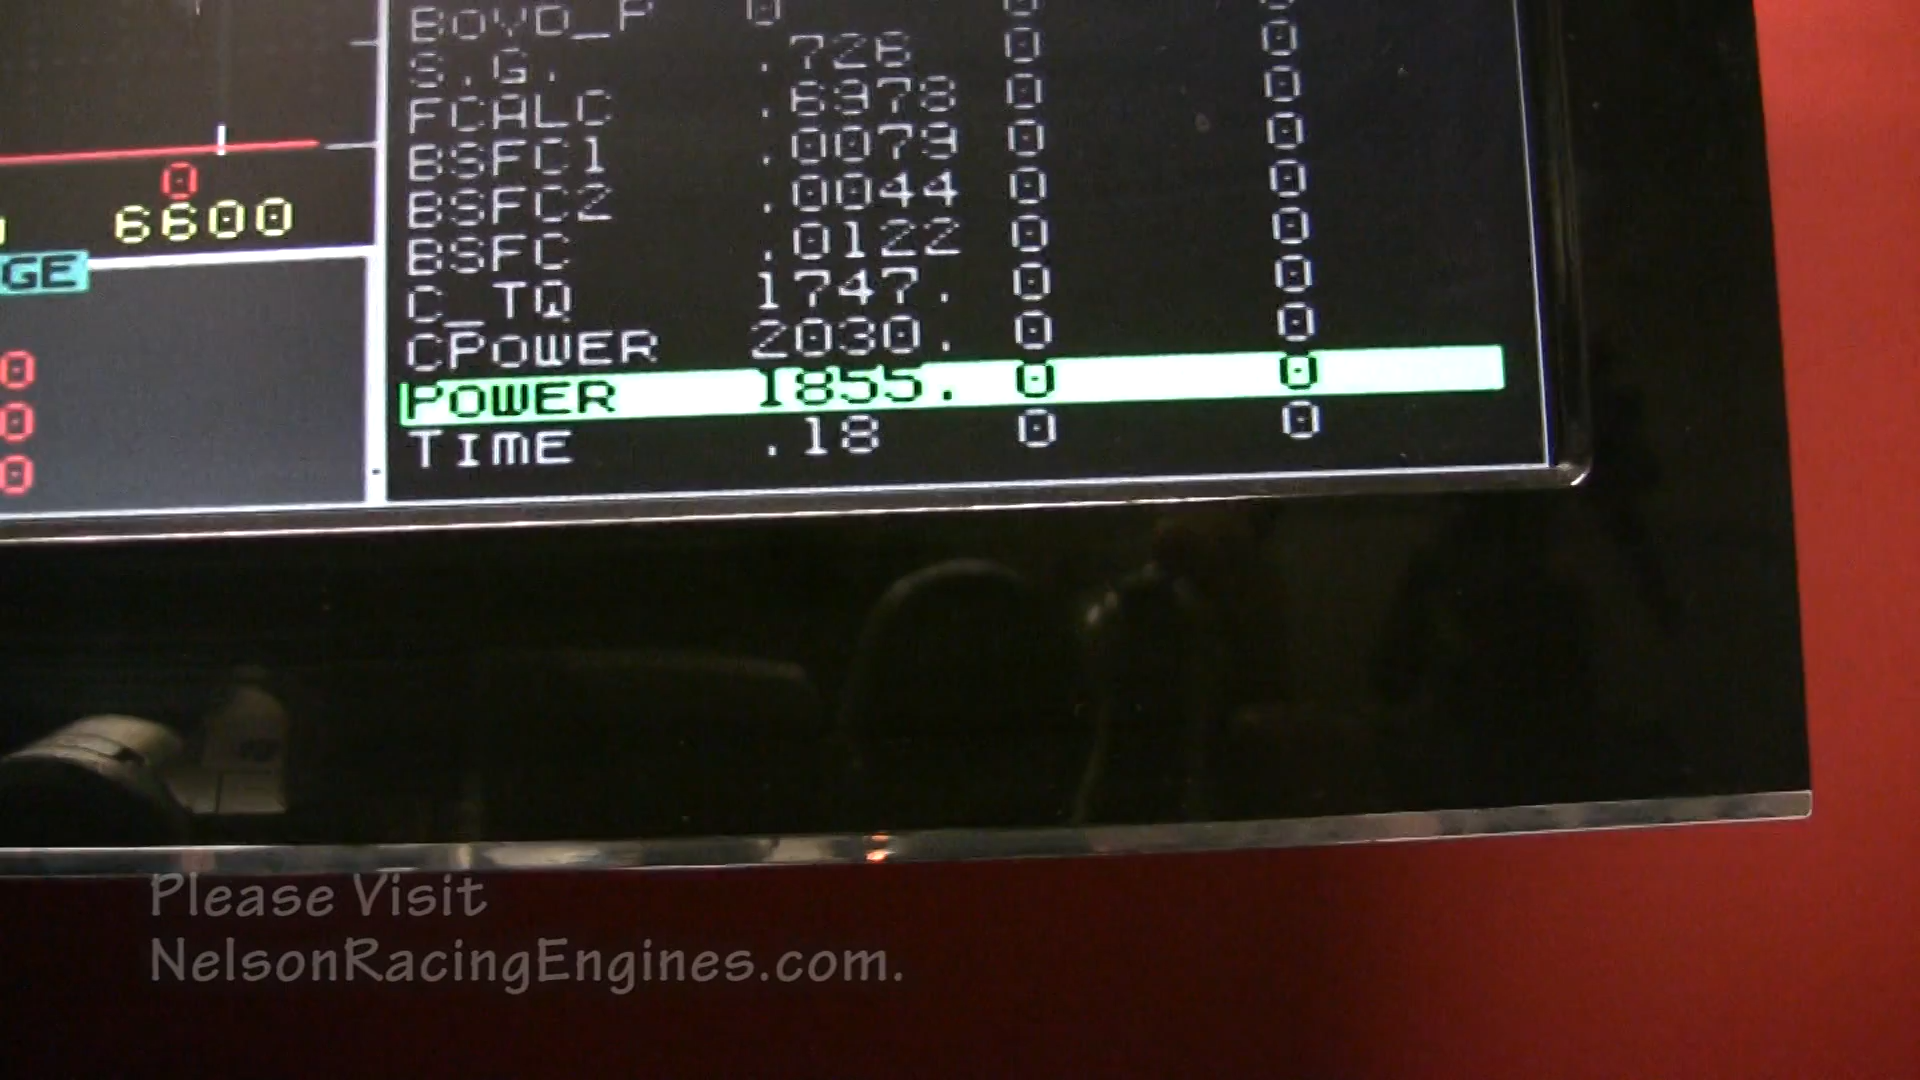 BOYD_P 0 0 0
S.G. .726 0 0
FCALC .6978 0 0
BSFC1 .0079 0 0
BSFC2 .0044 0 0
BSFC .0122 0 0
C_TQ 1747. 0 0
CPOWER 2030. 0 0
POWER 1855. 0 0
TIME .18 0 0
0
6600
GE
0
0
0
Please Visit
NelsonRacingEngines.com.